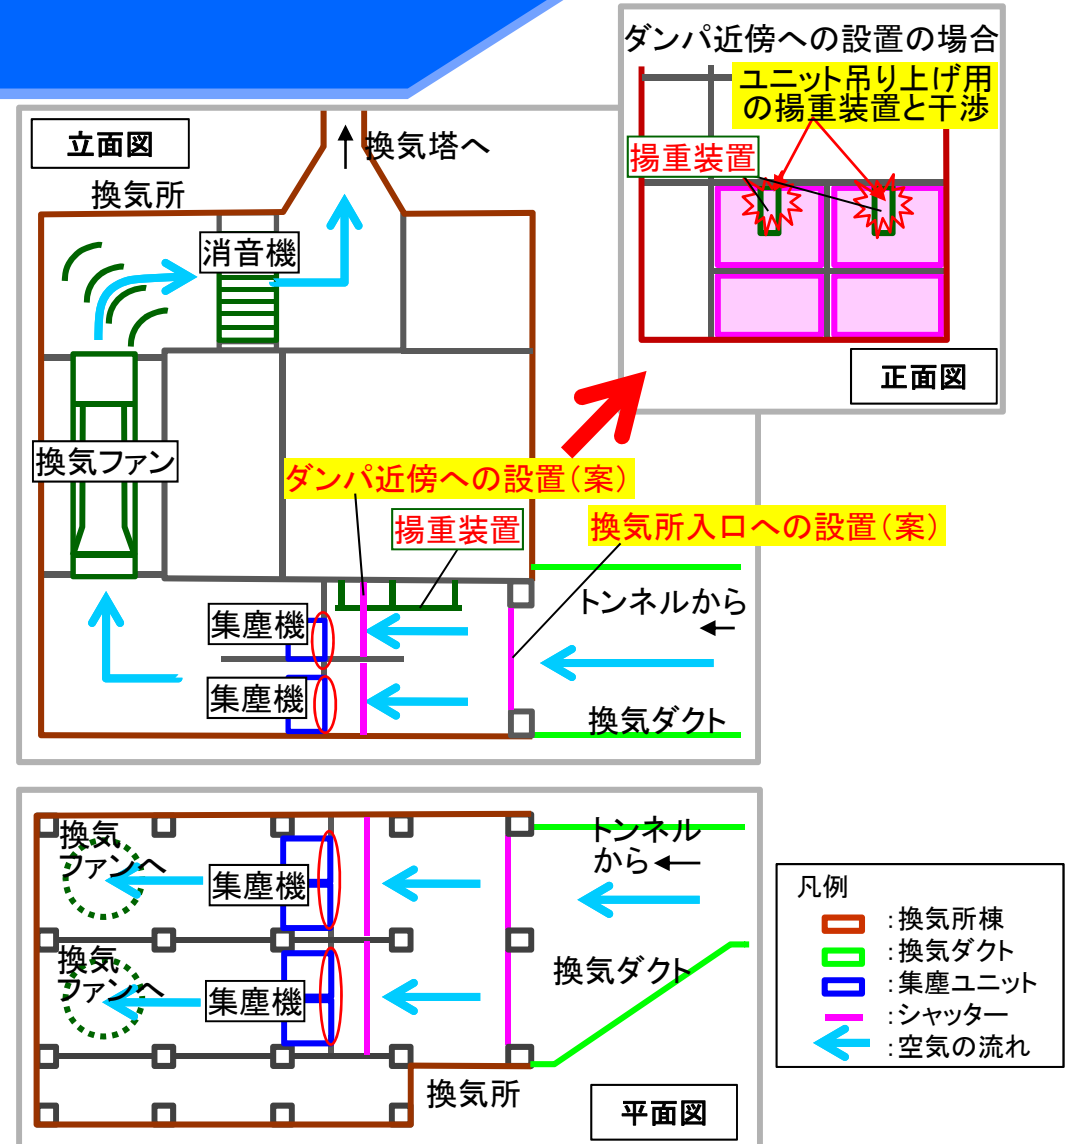 ダンパ近傍への設置の場合
ユニット吊り上げ用
の揚重装置と干渉
揚重装置
正面図
立面図
換気塔へ
換気所
消音機
換気ファン
ダンパ近傍への設置（案）
揚重装置
換気所入口への設置（案）
トンネルから
集塵機
集塵機
換気ダクト
換気
ファンへ
集塵機
トンネル
から
換気
ファンへ
集塵機
換気ダクト
換気所
平面図
凡例
：換気所棟
：換気ダクト
：集塵ユニット
：シャッター
：空気の流れ